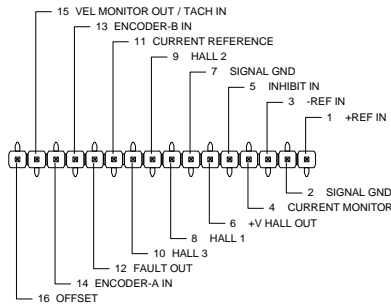 15 VEL MONITOR OUT / TACH IN
13 ENCODER-B IN
11 CURRENT REFERENCE
9 HALL 2
7 SIGNAL GND
5 INHIBIT IN
3 -REF IN
1 +REF IN
2 SIGNAL GND
4 CURRENT MONITOR
6 +V HALL OUT
8 HALL 1
10 HALL 3
12 FAULT OUT
14 ENCODER-A IN
16 OFFSET